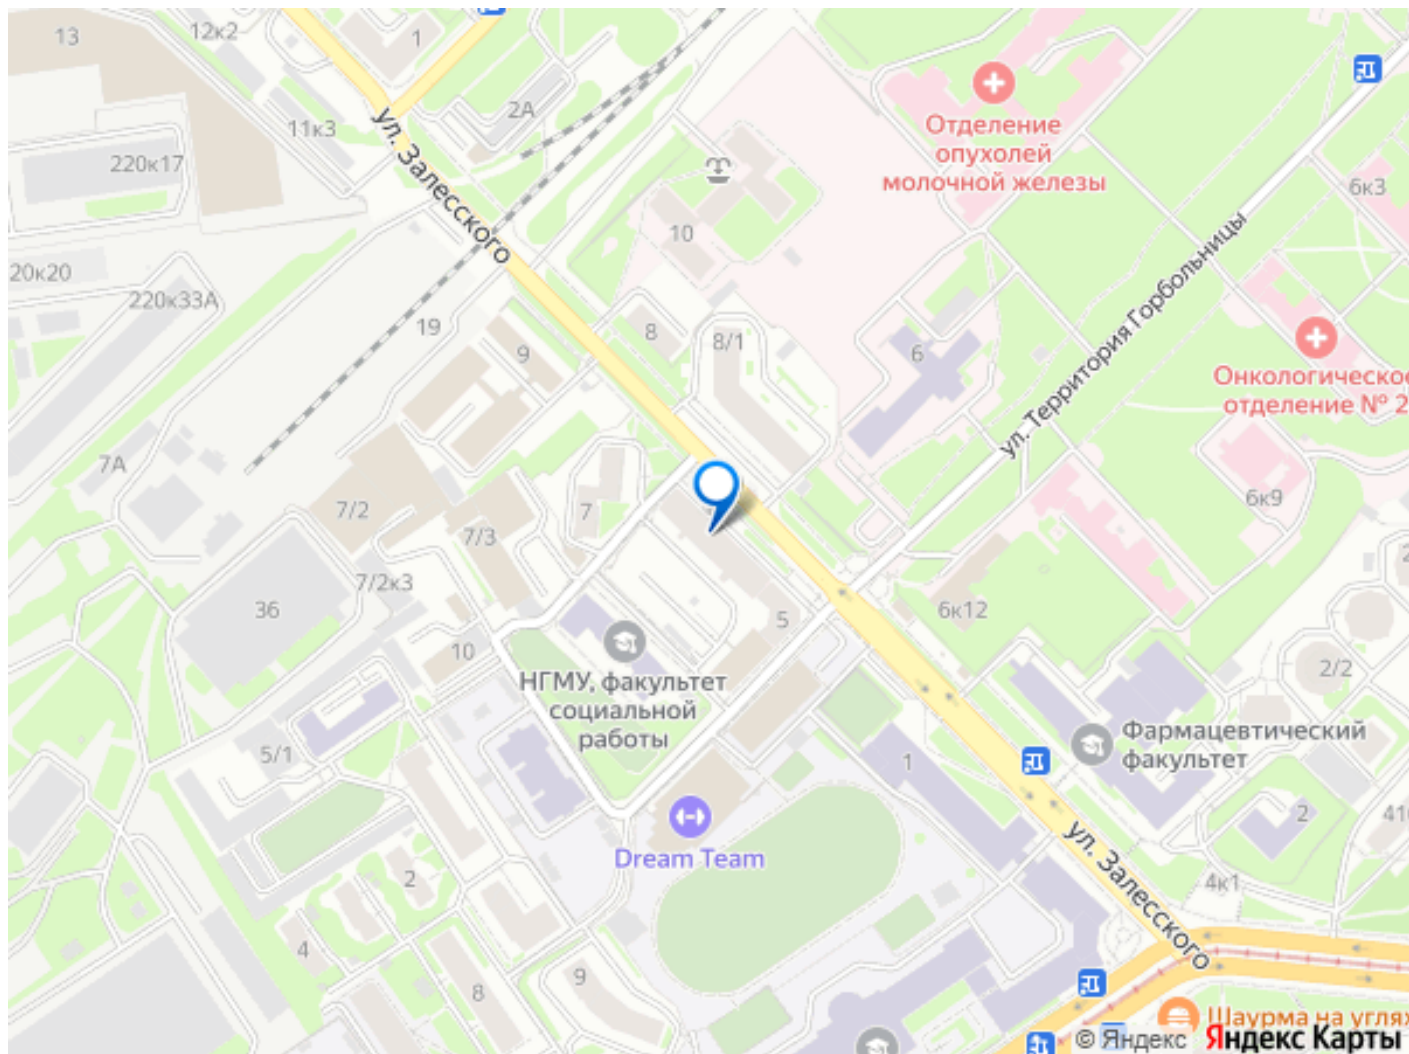 13
12к2
1
2А
11к3
220к17
ул. Залесского
Отделение
опухолей
молочной железы
6к3
10
20к20
220к33А
19
9
8
8/1
6
ул. Территория Горбольницы
Онкологическое
отделение № 2
7А
7/2
7
7/3
6к9
7/2к3
36
10
5
6к12
2/2
НГМУ, факультет
социальной
работы
5/1
1
Фармацевтический
факультет
2
Dream Team
2
4
8
9
4к1
ул. Залесского
Шаурма на углях
© Яндекс Яндекс Карты